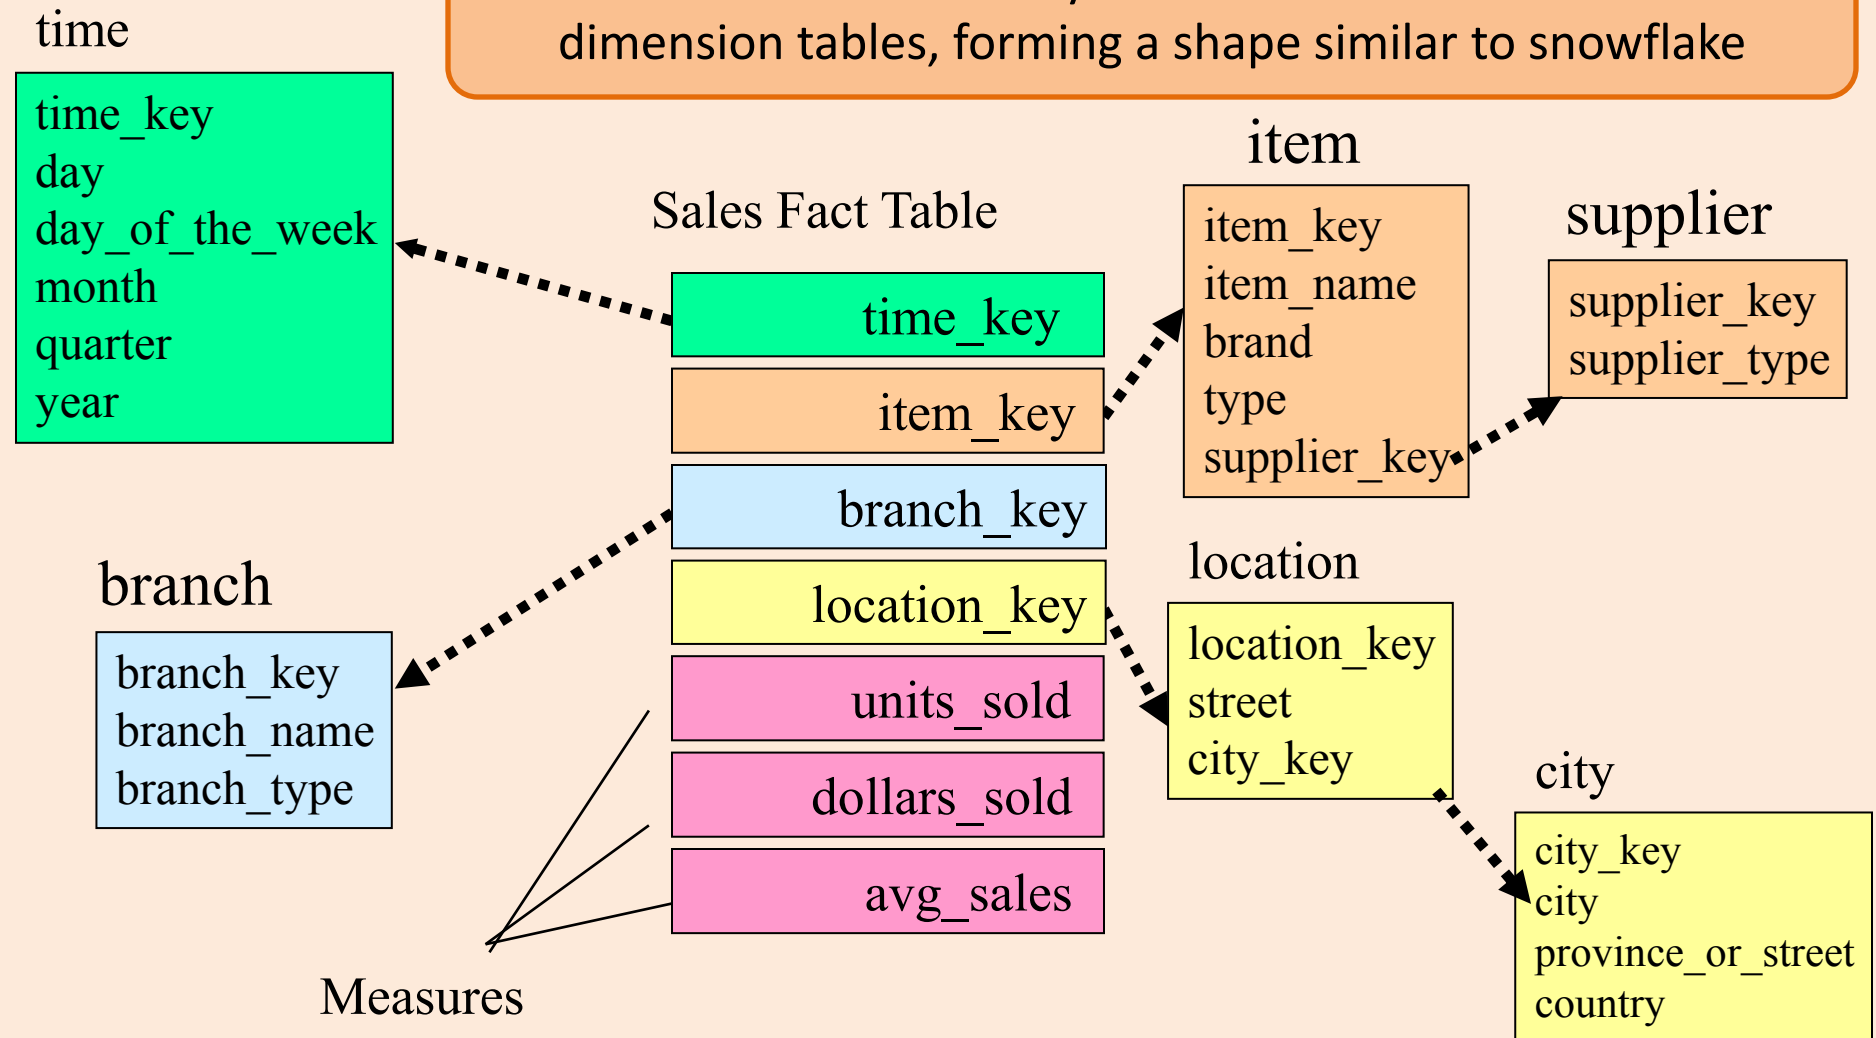 dimension tables, forming a shape similar to snowflake
time
time_key
day
day_of_the_week
month
quarter
year
Sales Fact Table
time_key
item_key
branch_key
location_key
units_sold
dollars_sold
avg_sales
item
item_key
item_name
brand
type
supplier_key
supplier
supplier_key
supplier_type
branch
branch_key
branch_name
branch_type
location
location_key
street
city_key
city
city_key
city
province_or_street
country
Measures